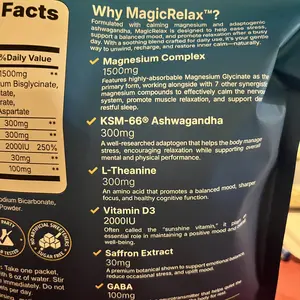 Facts
%Daily Value
1500mg
um Bisglycinate,
Aspartate
300mg
300mg
2000IU 250%
30mg
100mg
odium Bicarbonate,
Powder.
: Take one packet,
Why MagicRelax™?
Formulated with calming magnesium and adaptogenic
ashwagandha, MagicRelax is designed to help ease stress,
support a balanced mood, and promote relaxation after a busy
day. With a soothing blend crafted for daily use, it's your gentle
way to unwind, recharge, and restore inner calm—naturally.
Magnesium Complex
1500mg
Features highly-absorbable Magnesium Glycinate as the
primary form, working alongside with 7 other synergistic
magnesium compounds to effectively calm the nervous
system, promote muscle relaxation, and support deep
restful sleep.
KSM-66® Ashwagandha
300mg
A well-researched adaptogen that helps the body manage
stress, encouraging relaxation while supporting overall
mental and physical performance.
L-Theanine
300mg
An amino acid that promotes a balanced mood, sharper
focus, and healthy cognitive function.
Vitamin D3
2000IU
Often called the "sunshine vitamin", it plays an
essential role in maintaining a positive mood and
well-being.
Saffron Extract
30mg
A premium botanical shown to support emotional balance,
reduce occasional stress, and uplift mood.
GABA
100mg